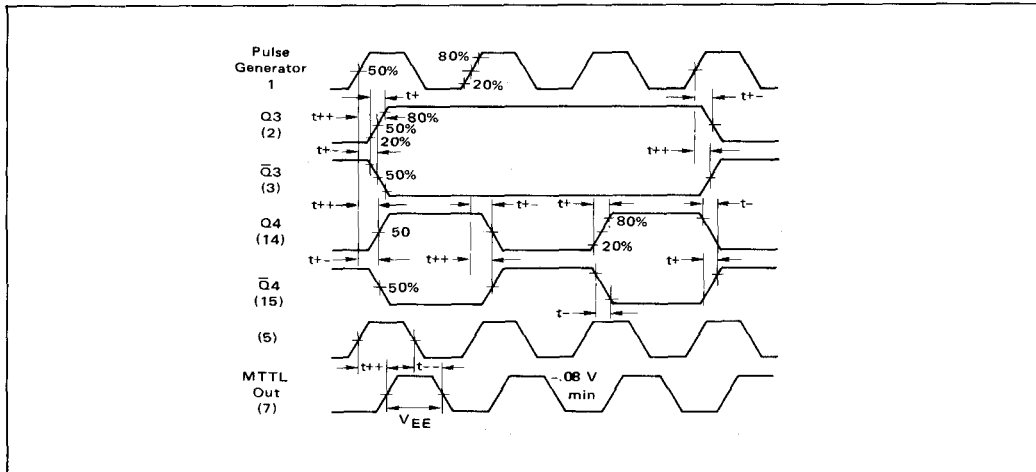 Pulse
Generator
1
50%
80%
20%
t+
t+-
Q3
(2)
t++
80%
50%
20%
t+-
t++
Q̅3
(3)
50%
t++
t+-
t+
t-
Q4
(14)
50
80%
20%
t+-
t++
t+
Q̅4
(15)
50%
t-
(5)
t++
t--
MTTL
Out
(7)
-.08 V
min
VEE